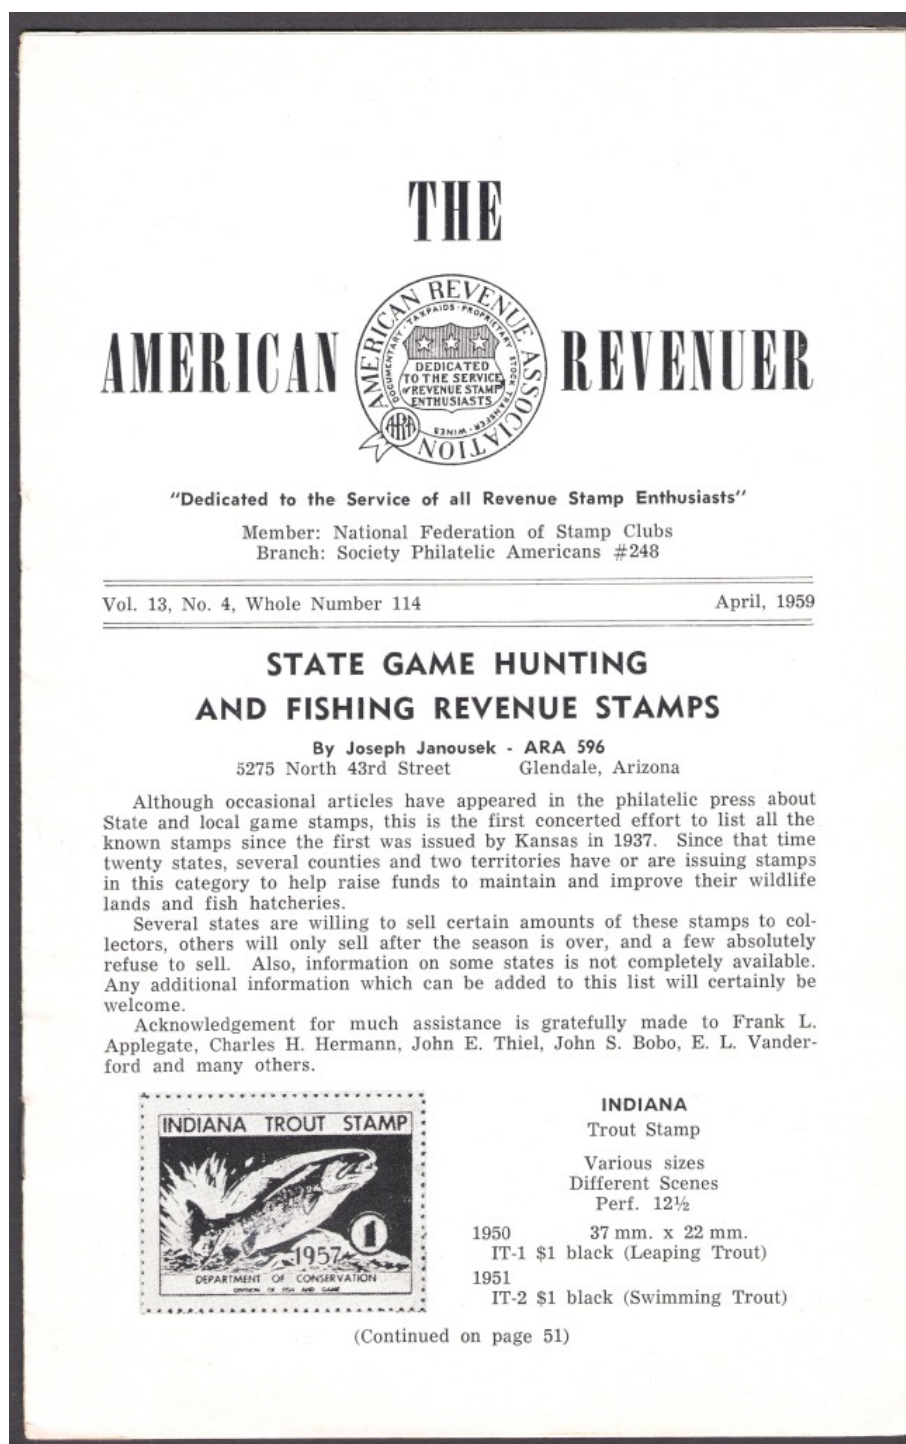 THE
AMERICAN REVENUER
AMERICAN REVENUE ASSOCIATION
DOCUMENTARY · TAXPAIDS · PROPRIETARY · STOCK TRANSFER · WINES
DEDICATED
TO THE SERVICE
of REVENUE STAMP
ENTHUSIASTS
ARA
"Dedicated to the Service of all Revenue Stamp Enthusiasts"
Member: National Federation of Stamp Clubs
Branch: Society Philatelic Americans #248
Vol. 13, No. 4, Whole Number 114 April, 1959
STATE GAME HUNTING
AND FISHING REVENUE STAMPS
By Joseph Janousek - ARA 596
5275 North 43rd Street Glendale, Arizona
Although occasional articles have appeared in the philatelic press about
State and local game stamps, this is the first concerted effort to list all the
known stamps since the first was issued by Kansas in 1937. Since that time
twenty states, several counties and two territories have or are issuing stamps
in this category to help raise funds to maintain and improve their wildlife
lands and fish hatcheries.
Several states are willing to sell certain amounts of these stamps to col-
lectors, others will only sell after the season is over, and a few absolutely
refuse to sell. Also, information on some states is not completely available.
Any additional information which can be added to this list will certainly be
welcome.
Acknowledgement for much assistance is gratefully made to Frank L.
Applegate, Charles H. Hermann, John E. Thiel, John S. Bobo, E. L. Vander-
ford and many others.
INDIANA TROUT STAMP
1
1957
DEPARTMENT OF CONSERVATION
DIVISION OF FISH AND GAME
INDIANA
Trout Stamp
Various sizes
Different Scenes
Perf. 12½
1950 37 mm. x 22 mm.
IT-1 $1 black (Leaping Trout)
1951
IT-2 $1 black (Swimming Trout)
(Continued on page 51)